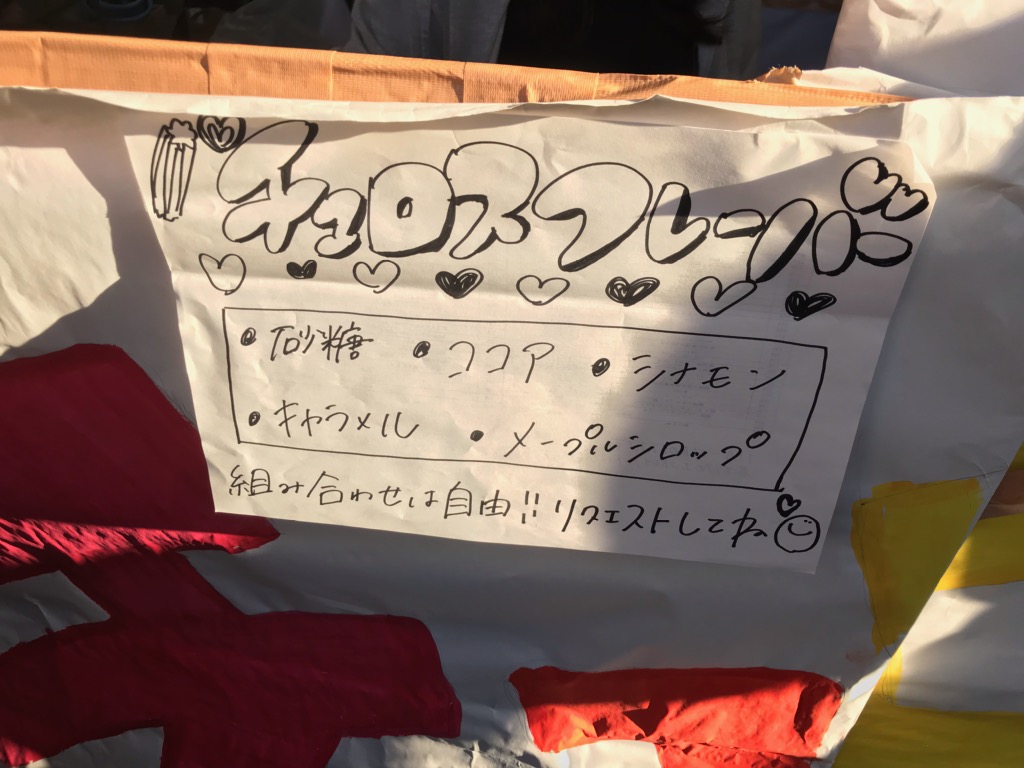 チュロスフレーバー
•砂糖 •ココア •シナモン
•キャラメル •メープルシロップ
組み合わせは自由!! リクエストしてね